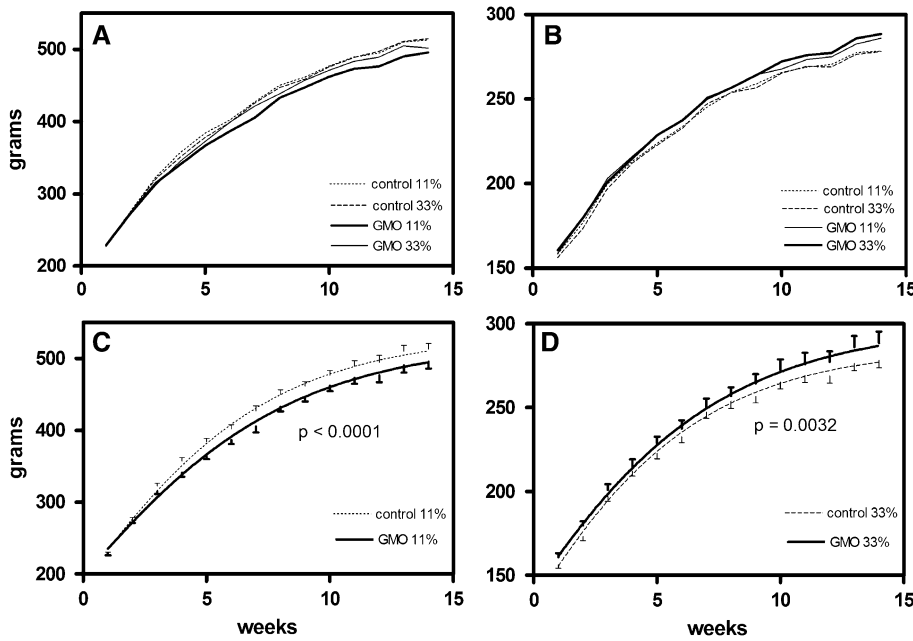 A
500
400
300
200
0
5
10
15
grams
control 11%
control 33%
GMO 11%
GMO 33%
B
300
250
200
150
0
5
10
15
control 11%
control 33%
GMO 11%
GMO 33%
C
500
400
300
200
0
5
10
15
grams
weeks
p < 0.0001
control 11%
GMO 11%
D
300
250
200
150
0
5
10
15
weeks
p = 0.0032
control 33%
GMO 33%